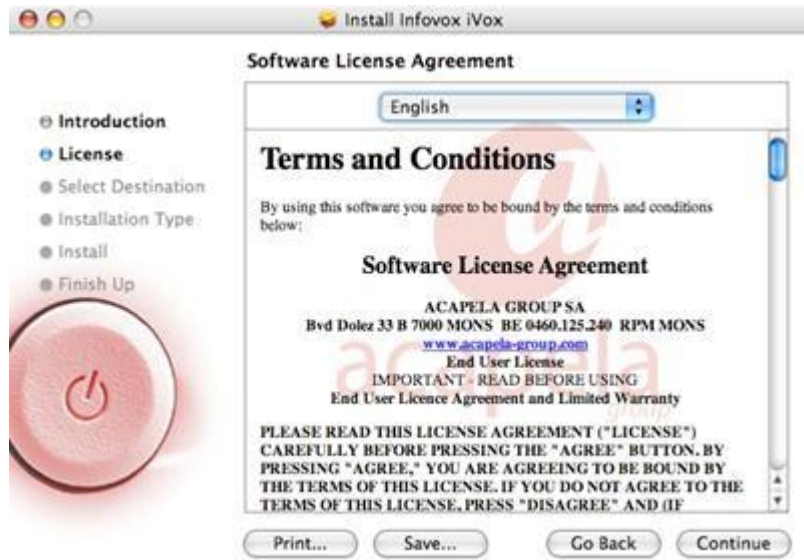 Install Infovox iVox
Software License Agreement
Introduction
License
Select Destination
Installation Type
Install
Finish Up
English
Terms and Conditions
By using this software you agree to be bound by the terms and conditions
below:
Software License Agreement
ACAPELA GROUP SA
Bvd Dolez 33 B 7000 MONS BE 0460.125.240 RPM MONS
www.acapela-group.com
End User License
IMPORTANT - READ BEFORE USING
End User Licence Agreement and Limited Warranty
PLEASE READ THIS LICENSE AGREEMENT ("LICENSE")
CAREFULLY BEFORE PRESSING THE "AGREE" BUTTON. BY
PRESSING "AGREE," YOU ARE AGREEING TO BE BOUND BY
THE TERMS OF THIS LICENSE. IF YOU DO NOT AGREE TO THE
TERMS OF THIS LICENSE, PRESS "DISAGREE" AND (IF
acapela
group
Print...
Save...
Go Back
Continue